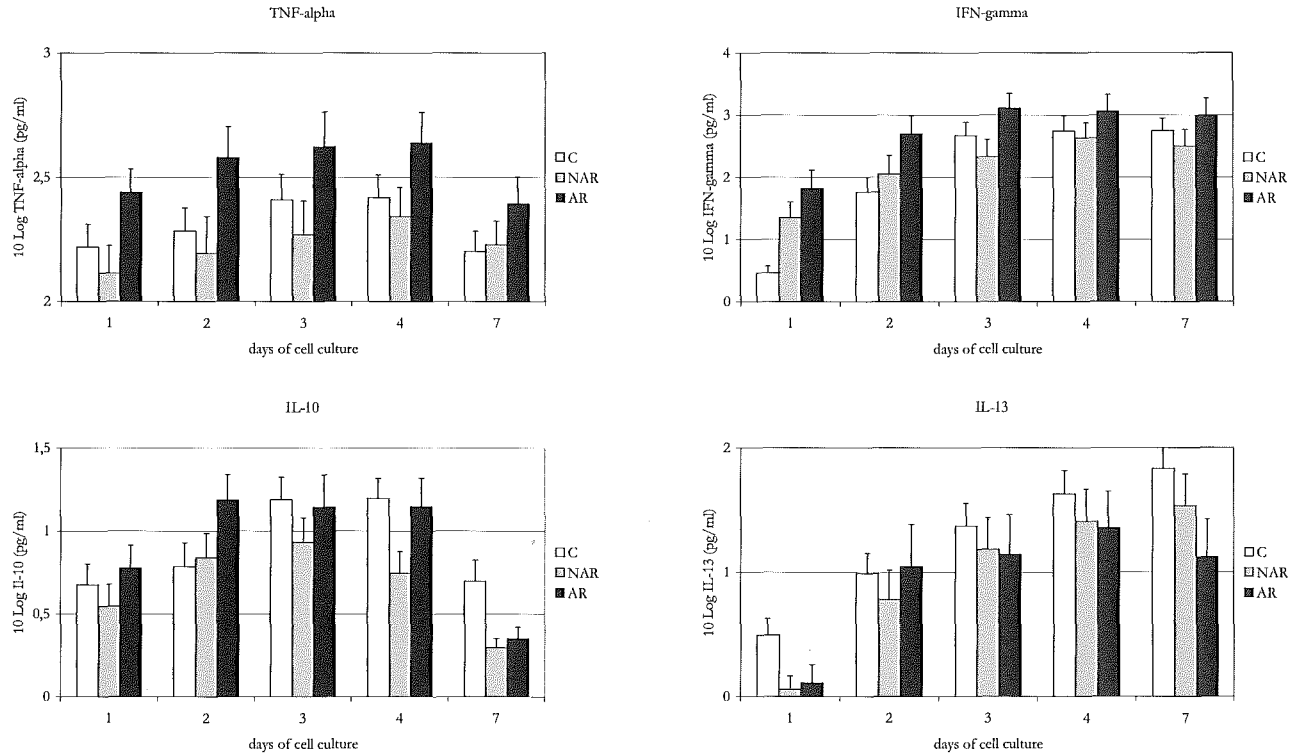 TNF-alpha
10 Log TNF-alpha (pg/ml)
3
2,5
2
1 2 3 4 7
days of cell culture
C
NAR
AR
IFN-gamma
10 Log IFN-gamma (pg/ml)
4
3
2
1
0
1 2 3 4 7
days of cell culture
C
NAR
AR
IL-10
10 Log Il-10 (pg/ml)
1,5
1
0,5
0
1 2 3 4 7
days of cell culture
C
NAR
AR
IL-13
10 Log IL-13 (pg/ml)
2
1
0
1 2 3 4 7
days of cell culture
C
NAR
AR